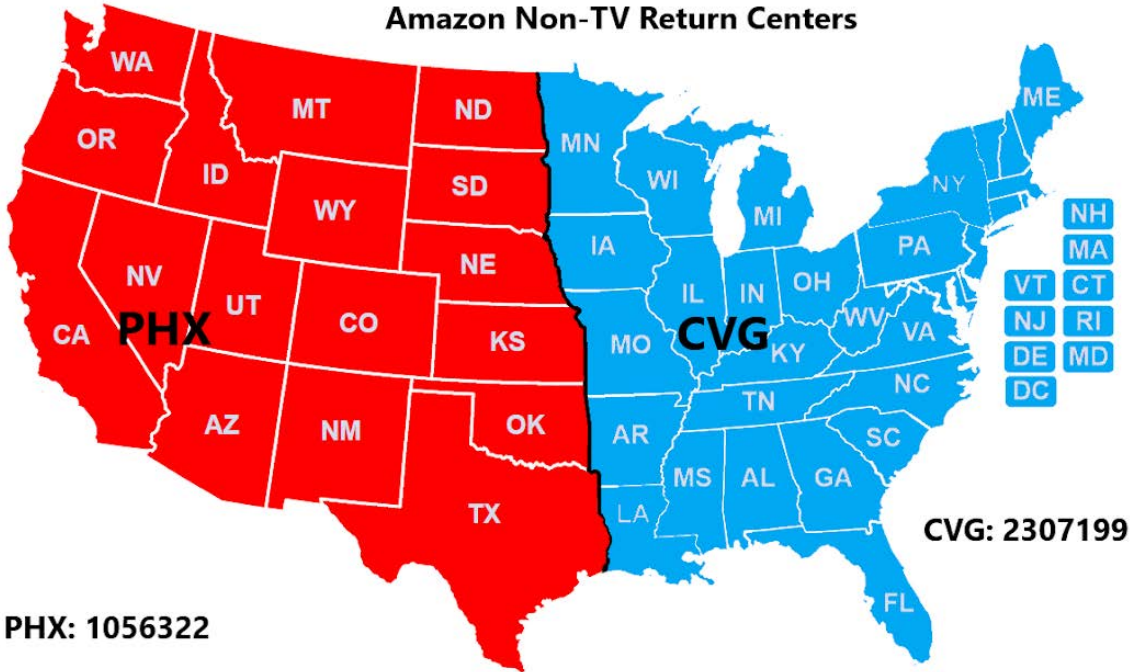 Amazon Non-TV Return Centers
WA
MT
ND
MN
ME
OR
ID
SD
WI
NY
WY
MI
NH
IA
PA
MA
NV
NE
IL
IN
OH
VT
CT
UT
CO
WV
NJ
RI
CA
PHX
KS
MO
CVG
KY
VA
DE
MD
NC
DC
AZ
NM
OK
AR
TN
SC
MS
AL
GA
TX
LA
CVG: 2307199
FL
PHX: 1056322